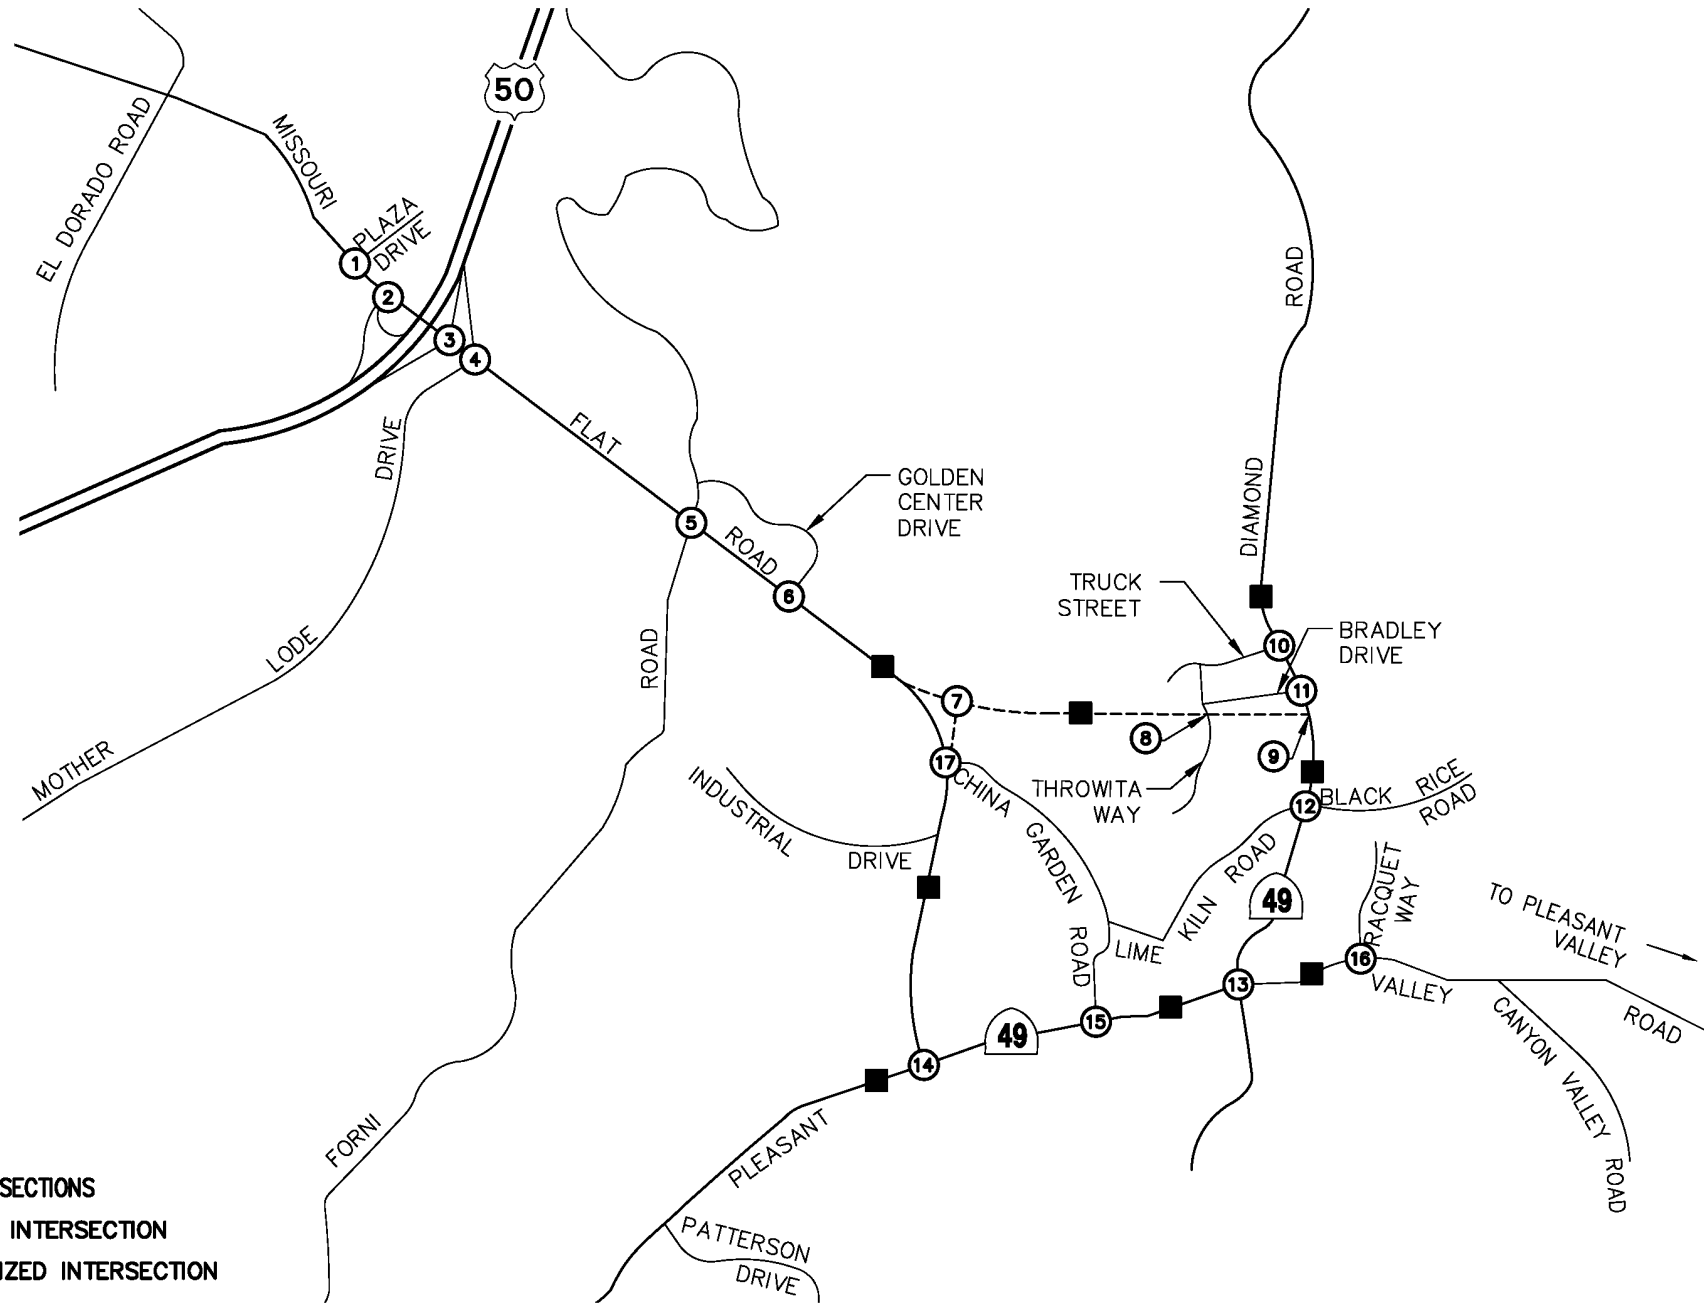 50
EL DORADO ROAD
MISSOURI
PLAZA
DRIVE
1
2
3
4
ROAD
DRIVE
FLAT
GOLDEN
CENTER
DRIVE
DIAMOND
5
ROAD
6
TRUCK
STREET
10
BRADLEY
DRIVE
LODE
ROAD
11
7
8
9
MOTHER
17
CHINA
GARDEN
ROAD
THROWITA
WAY
12
BLACK
RICE
ROAD
INDUSTRIAL
DRIVE
LIME
KILN
ROAD
49
RACQUET
WAY
TO PLEASANT
VALLEY
16
13
VALLEY
ROAD
15
49
14
CANYON VALLEY ROAD
FORNI
PLEASANT
PATTERSON
DRIVE
SECTIONS
INTERSECTION
IZED INTERSECTION